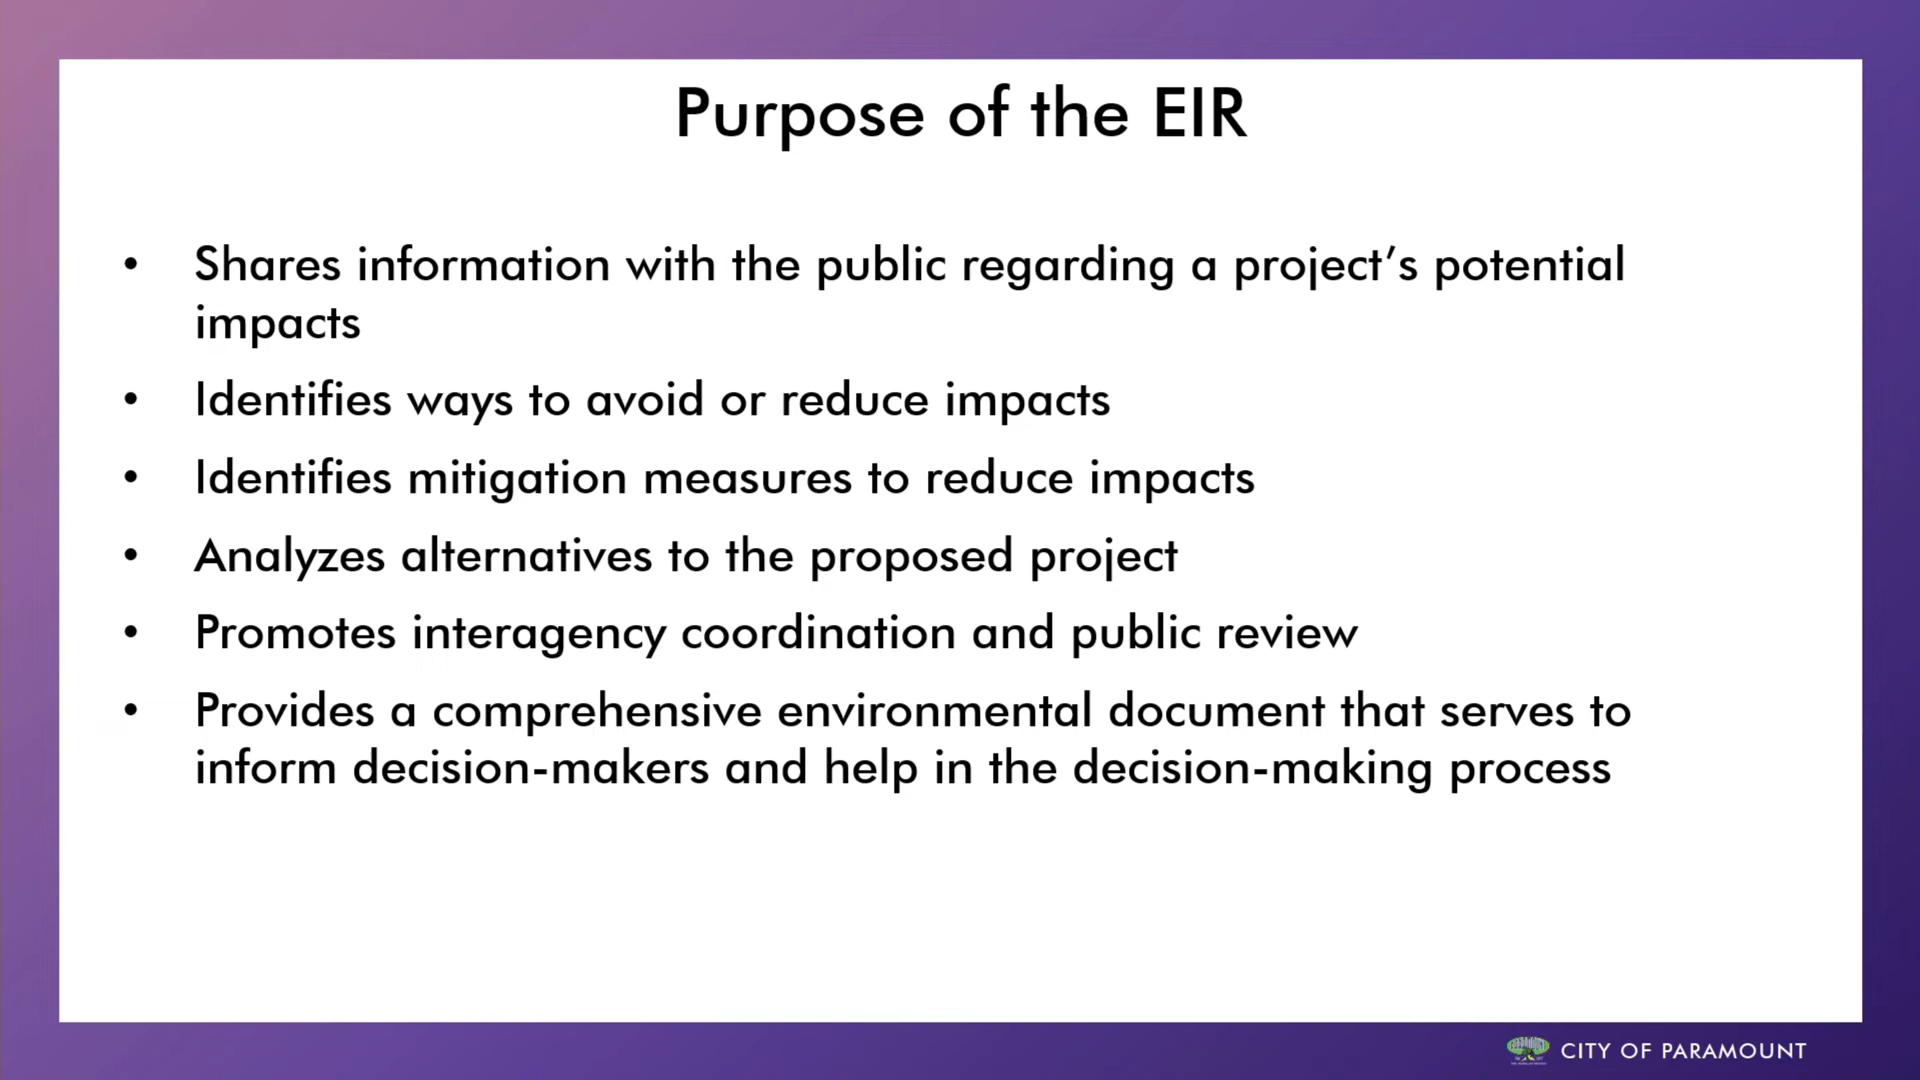 Purpose of the EIR
• Shares information with the public regarding a project’s potential
impacts
• Identifies ways to avoid or reduce impacts
• Identifies mitigation measures to reduce impacts
• Analyzes alternatives to the proposed project
• Promotes interagency coordination and public review
• Provides a comprehensive environmental document that serves to
inform decision-makers and help in the decision-making process
CITY OF PARAMOUNT